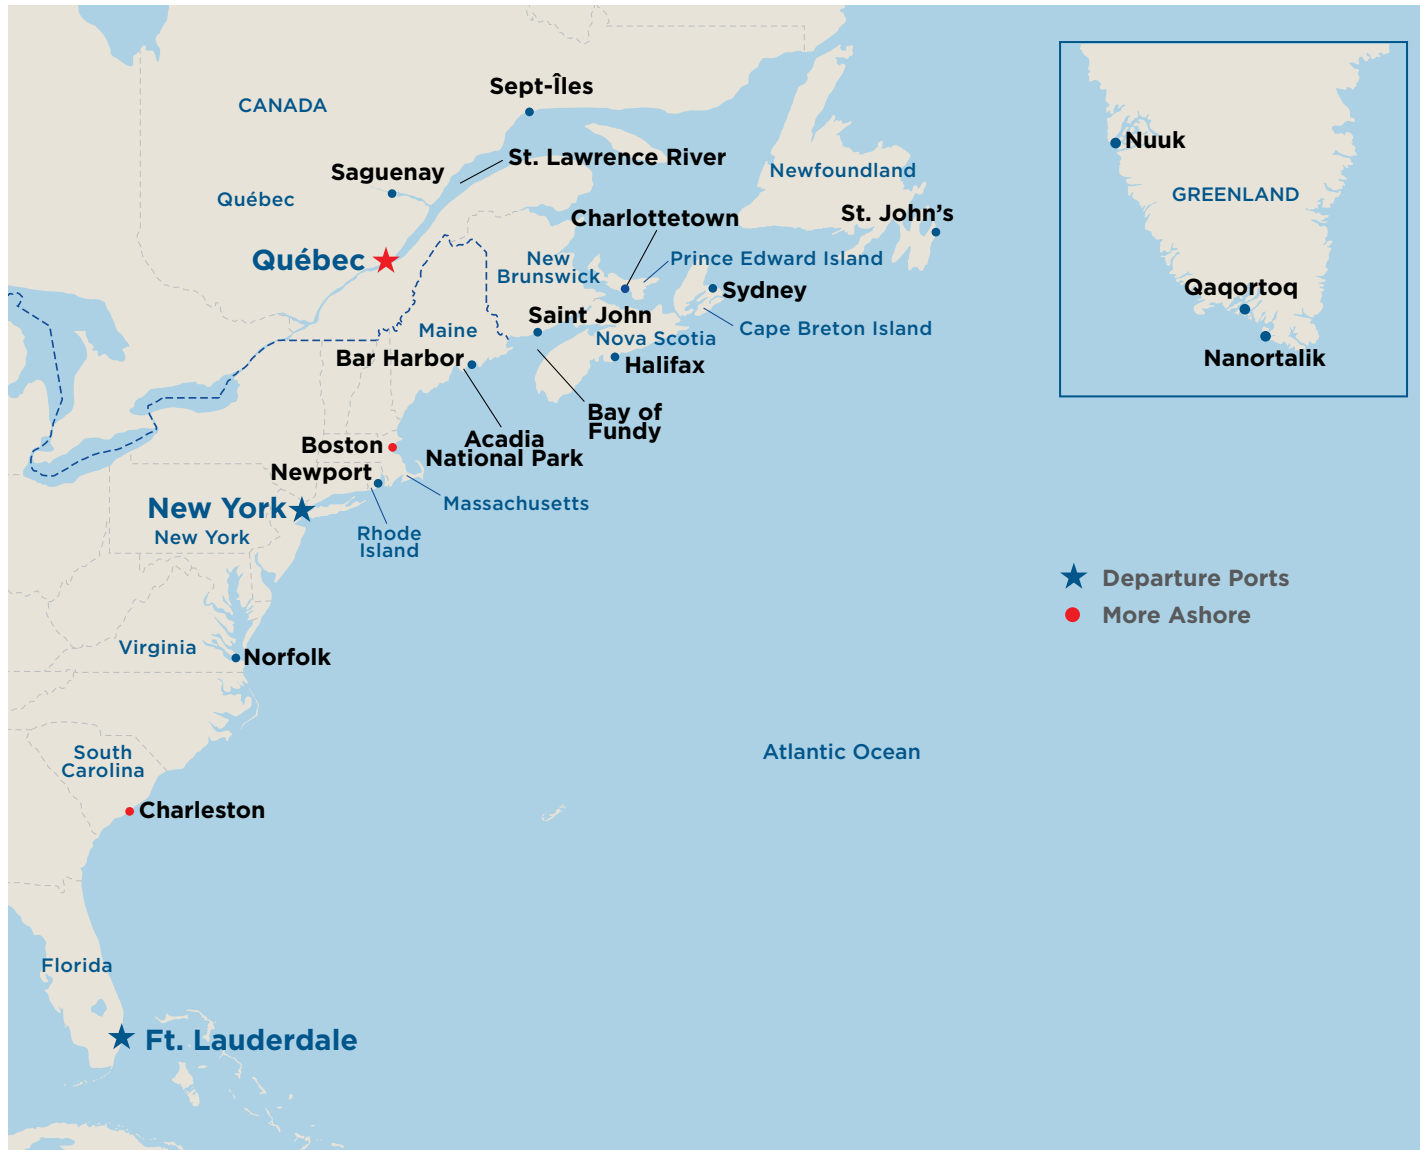 Sept-Îles
CANADA
Nuuk
St. Lawrence River
Saguenay
Newfoundland
GREENLAND
Québec
St. John’s
Charlottetown
Québec
New
Brunswick
Prince Edward Island
Qaqortoq
Sydney
Saint John
Cape Breton Island
Maine
Nova Scotia
Bar Harbor
Halifax
Nanortalik
Bay of
Fundy
Acadia
National Park
Boston
Newport
Massachusetts
New York
New York
Rhode
Island
Departure Ports
More Ashore
Virginia
Norfolk
South
Carolina
Atlantic Ocean
Charleston
Florida
Ft. Lauderdale